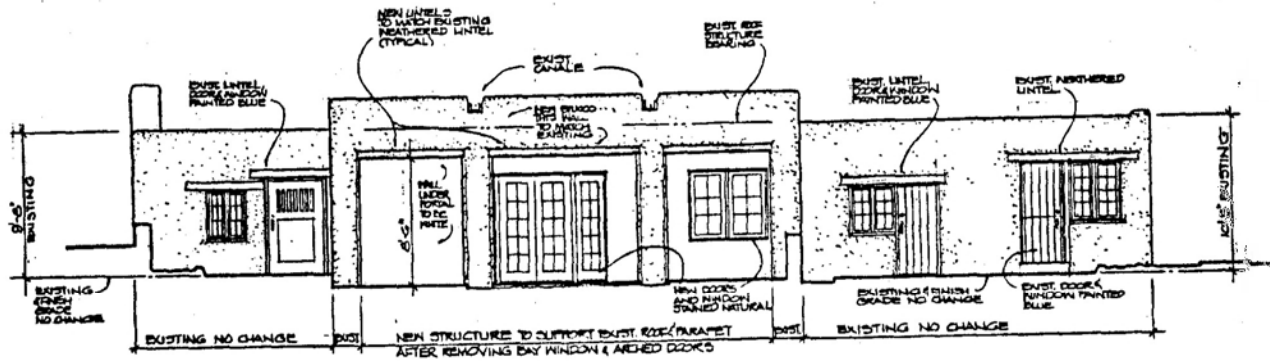 NEW LINTELS
TO MATCH EXISTING
WEATHERED LINTEL
(TYPICAL)
EXIST. ROOF
STRUCTURE
BEARING
EXIST.
CANALE
EXIST. LINTEL,
DOOR & WINDOW
PAINTED BLUE
EXIST. LINTEL,
DOOR & WINDOW
PAINTED BLUE
EXIST. WEATHERED
LINTEL
NEW STUCCO
THIS WALL
TO MATCH
EXISTING
9'-8"
EXISTING
WALL
UNDER
PORTAL
TO BE
WHITE
8'-6"
10'-5" EXISTING
EXISTING
& FINISH
GRADE
NO CHANGE
NEW DOORS
AND WINDOW
STAINED NATURAL
EXISTING & FINISH
GRADE NO CHANGE
EXIST. DOOR &
WINDOW PAINTED
BLUE
EXISTING NO CHANGE
EXIST.
NEW STRUCTURE TO SUPPORT EXIST. ROOF/PARAPET
AFTER REMOVING BAY WINDOW & ARCHED DOORS
EXIST.
EXISTING NO CHANGE